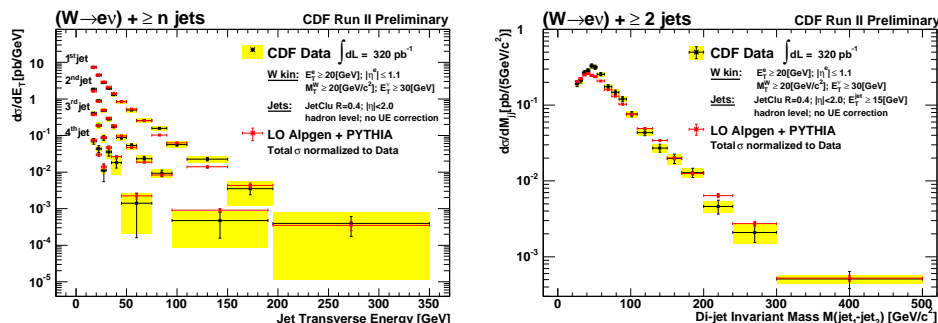 (W→eν) + ≥ n jets
CDF Run II Preliminary
dσ/dE_T [pb/GeV]
10
1
10⁻¹
10⁻²
10⁻³
10⁻⁴
10⁻⁵
1ˢᵗ jet
2ⁿᵈ jet
3ʳᵈ jet
4ᵗʰ jet
CDF Data ∫dL = 320 pb⁻¹
W kin: E_T^e ≥ 20[GeV]; |η^e| ≤ 1.1
M_T^W ≥ 20[GeV/c²]; E_T^ν ≥ 30[GeV]
Jets: JetClu R=0.4; |η|<2.0
hadron level; no UE correction
LO Alpgen + PYTHIA
Total σ normalized to Data
0 50 100 150 200 250 300 350
Jet Transverse Energy [GeV]
(W→eν) + ≥ 2 jets
CDF Run II Preliminary
dσ/dM_jj [pb/(5GeV/c²)]
1
10⁻¹
10⁻²
10⁻³
CDF Data ∫dL = 320 pb⁻¹
W kin: E_T^e ≥ 20[GeV]; |η^e| ≤ 1.1
M_T^W ≥ 20[GeV/c²]; E_T^ν ≥ 30[GeV]
Jets: JetClu R=0.4; |η|<2.0; E_T^jet ≥ 15[GeV]
hadron level; no UE correction
LO Alpgen + PYTHIA
Total σ normalized to Data
0 100 200 300 400 500
Di-jet Invariant Mass M(jet₁-jet₂) [GeV/c²]